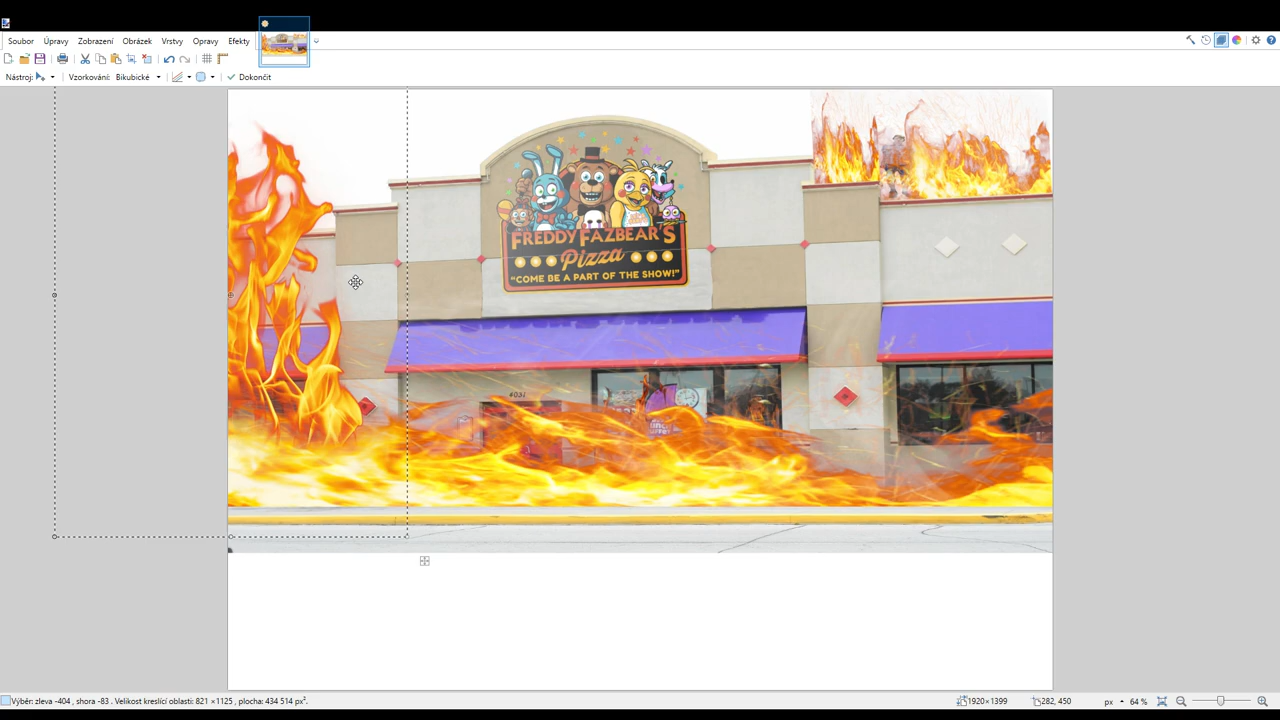 Soubor Úpravy Zobrazení Obrázek Vrstvy Opravy Efekty
Nástroj: Vzorkování: Bikubické Dokončit
FREDDY FAZBEAR'S
Pizza
"COME BE A PART OF THE SHOW!"
4031
Výběr: zleva -404 , shora -83 . Velikost kreslící oblasti: 821 ×1125 , plocha: 434 514 px².
1920×1399
282, 450
px
64 %